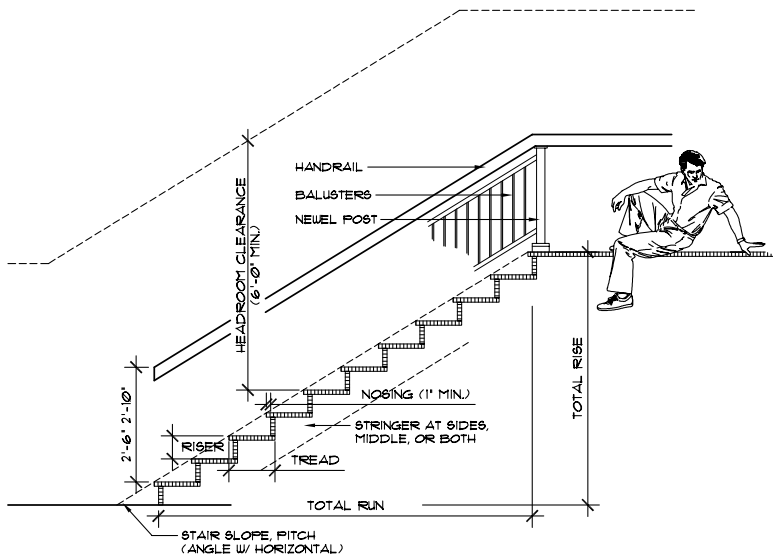 HANDRAIL
BALUSTERS
NEWEL POST
HEADROOM CLEARANCE
(6'-0" MIN.)
TOTAL RISE
2'-6" 2'-10"
NOSING (1" MIN.)
STRINGER AT SIDES,
MIDDLE, OR BOTH
RISER
TREAD
TOTAL RUN
STAIR SLOPE, PITCH
(ANGLE W/ HORIZONTAL)